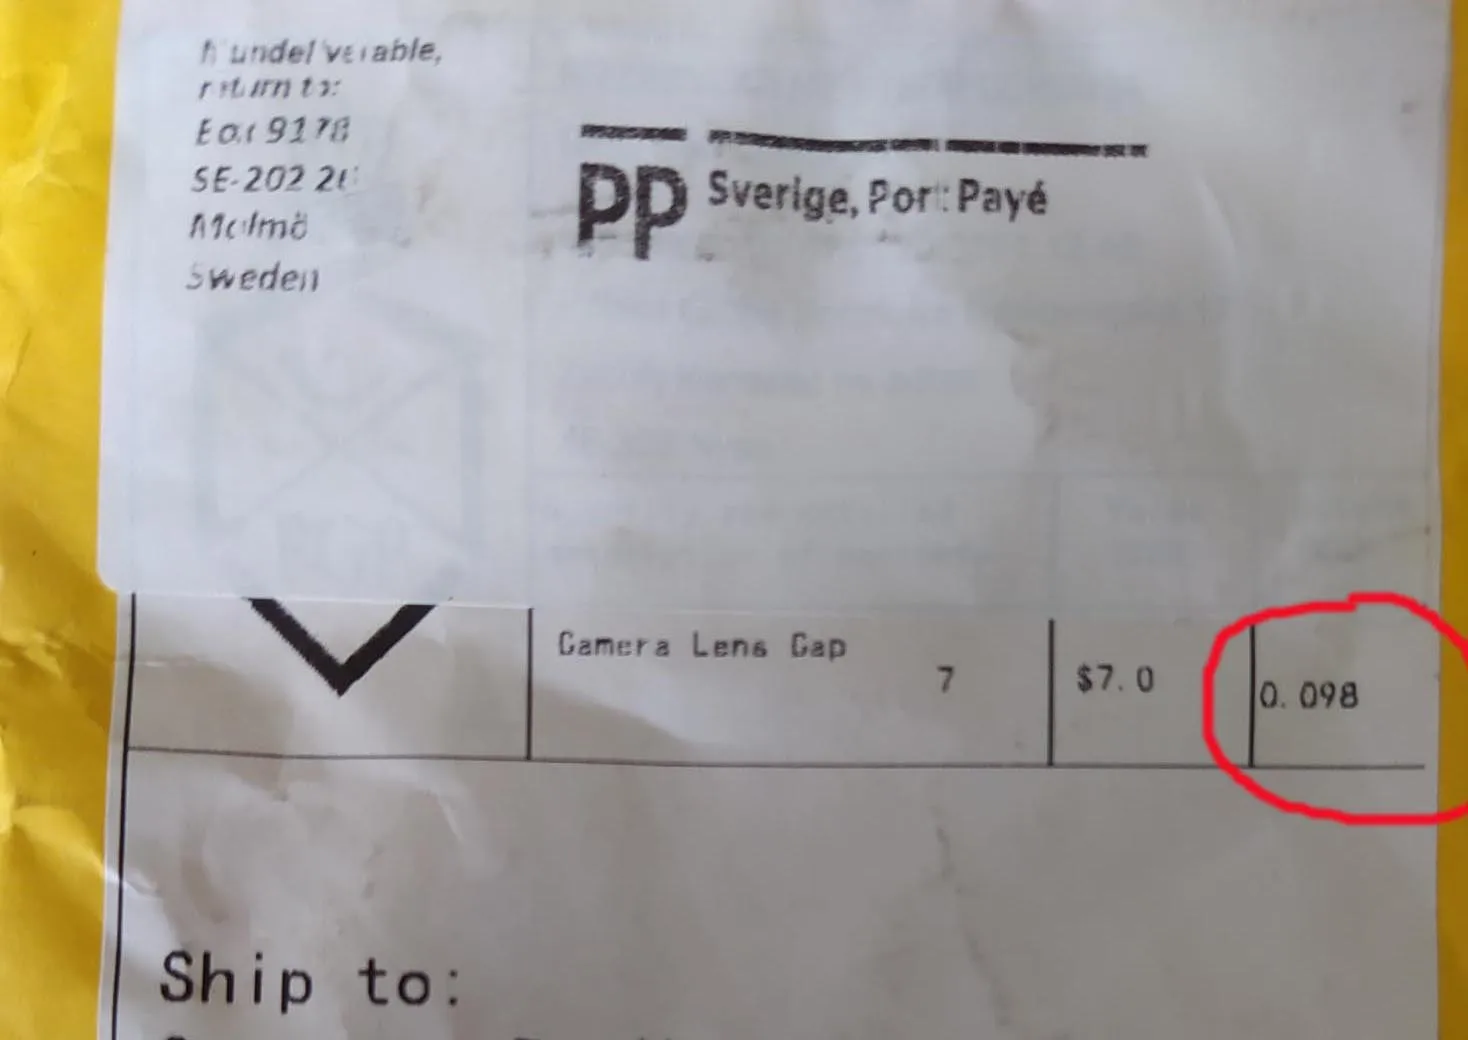 return to:
SE-202
Malmö
Sweden
PP Sverige, Port Payé
Camera Lens Cap
7 $7.0 0.098
Ship to: